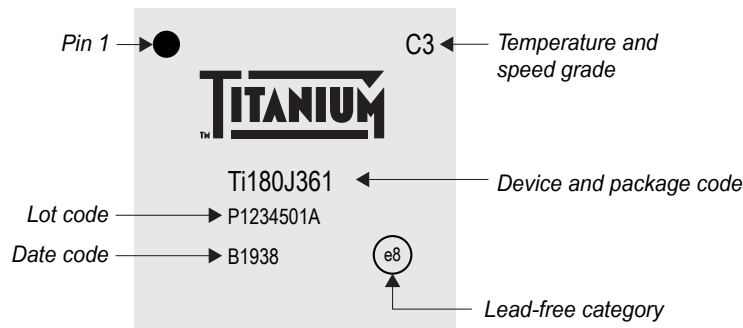 Pin 1
C3
Temperature and
speed grade
TITANIUM
TM
Ti180J361
Device and package code
Lot code
P1234501A
Date code
B1938
e8
Lead-free category